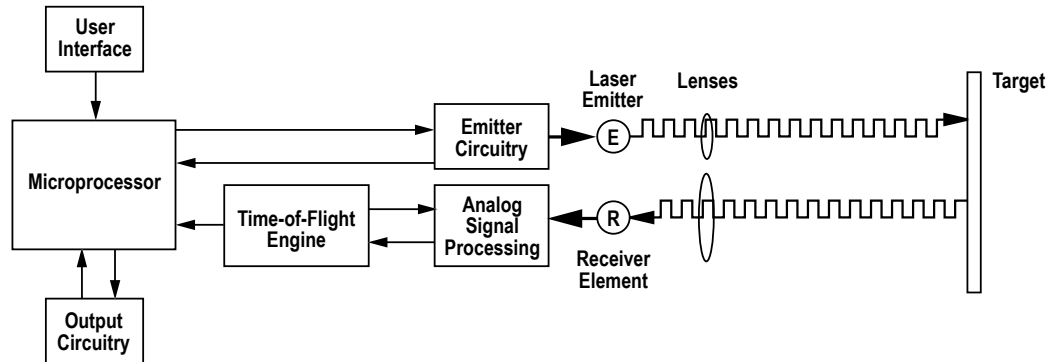 User
Interface
Microprocessor
Output
Circuitry
Time-of-Flight
Engine
Emitter
Circuitry
Analog
Signal
Processing
Laser
Emitter
E
R
Receiver
Element
Lenses
Target